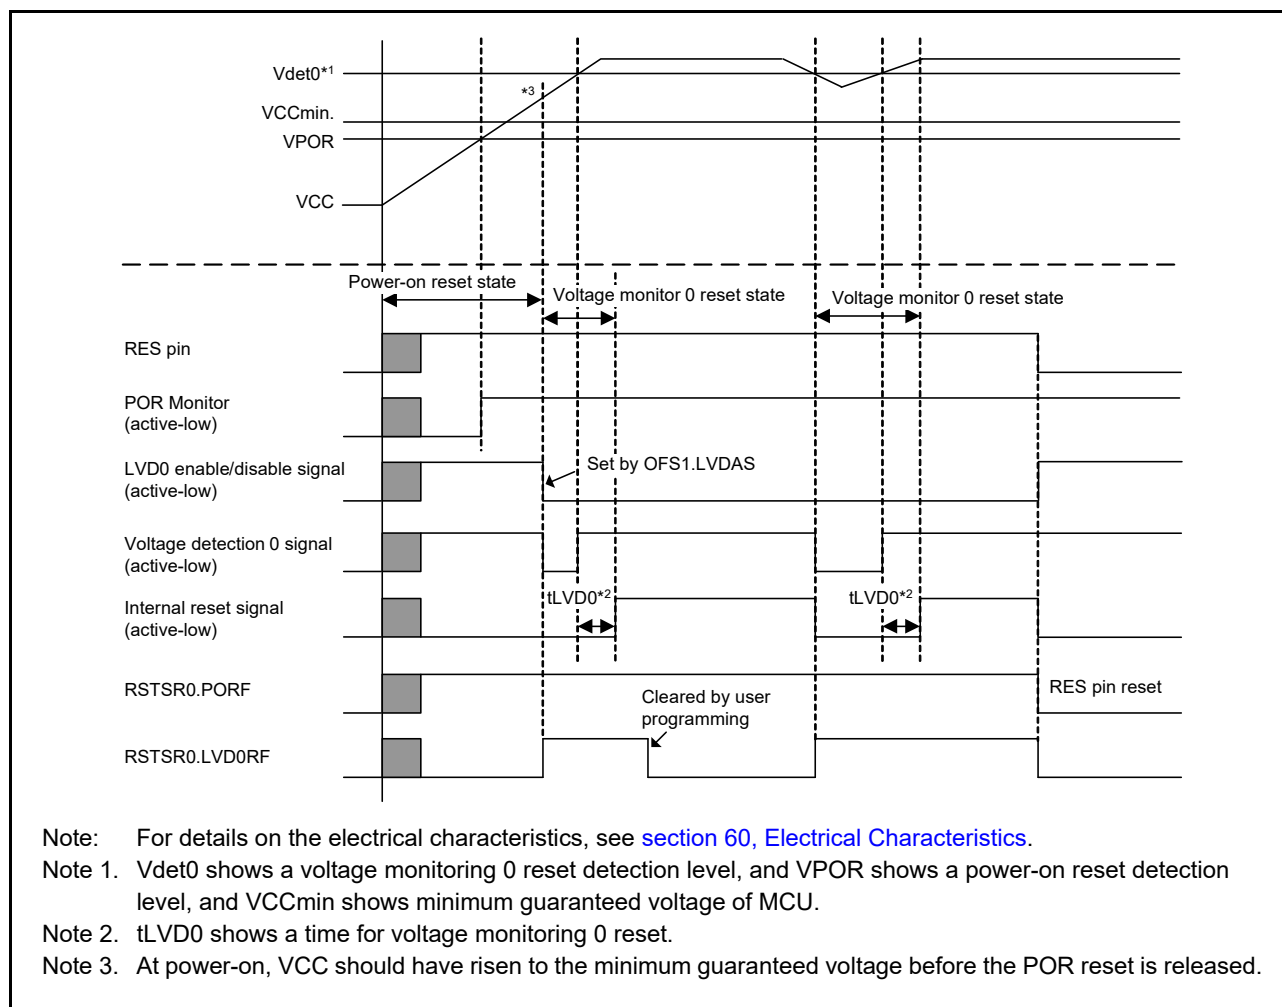 Vdet0*1
*3
VCCmin.
VPOR
VCC
Power-on reset state
Voltage monitor 0 reset state
Voltage monitor 0 reset state
RES pin
POR Monitor
(active-low)
LVD0 enable/disable signal
(active-low)
Set by OFS1.LVDAS
Voltage detection 0 signal
(active-low)
Internal reset signal
(active-low)
tLVD0*2
tLVD0*2
RSTSR0.PORF
RES pin reset
Cleared by user
programming
RSTSR0.LVD0RF
Note: For details on the electrical characteristics, see section 60, Electrical Characteristics.
Note 1. Vdet0 shows a voltage monitoring 0 reset detection level, and VPOR shows a power-on reset detection
level, and VCCmin shows minimum guaranteed voltage of MCU.
Note 2. tLVD0 shows a time for voltage monitoring 0 reset.
Note 3. At power-on, VCC should have risen to the minimum guaranteed voltage before the POR reset is released.